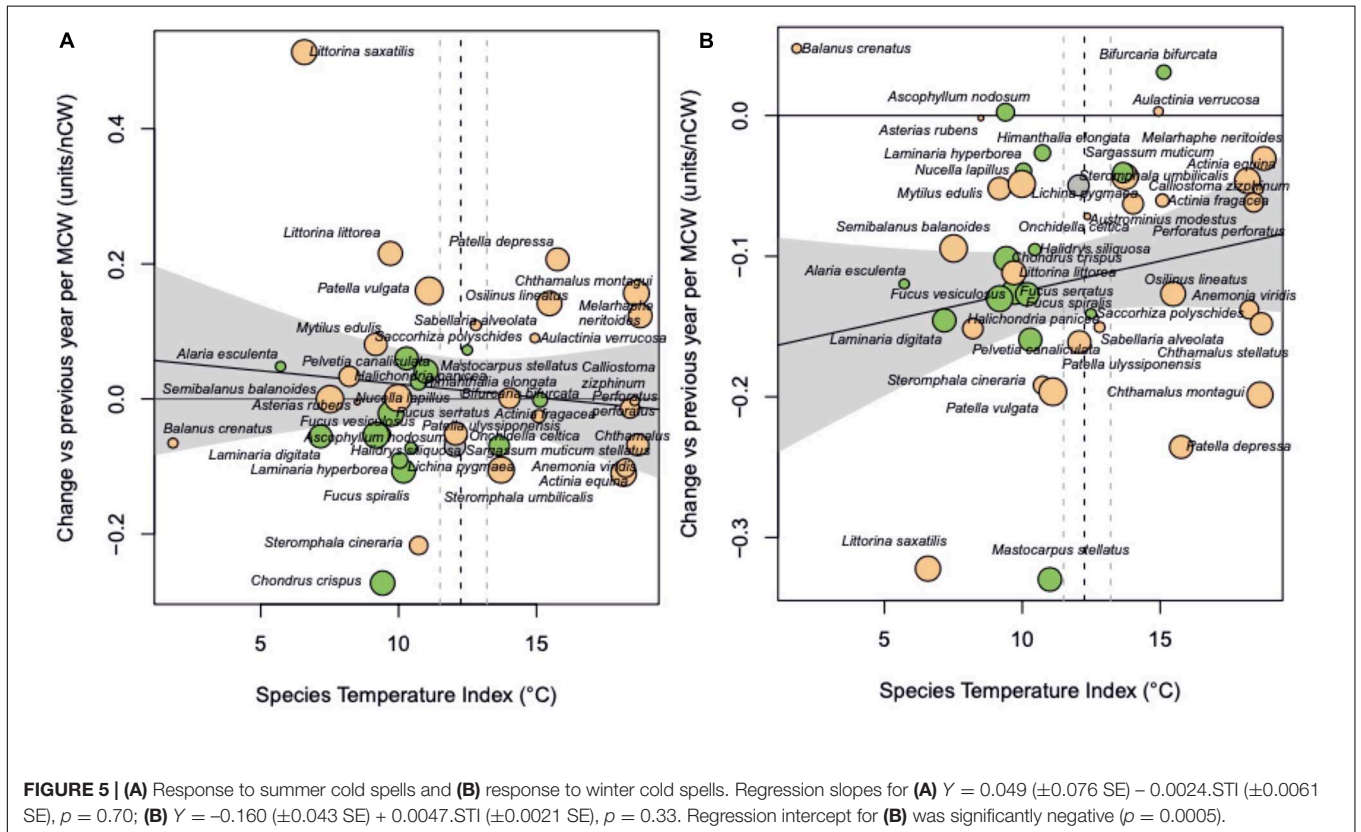 A
Change vs previous year per MCW (units/nCW)
0.4
0.2
0.0
−0.2
Littorina saxatilis
Littorina littorea
Patella depressa
Patella vulgata
Chthamalus montagui
Osilinus lineatus
Melarhaphe
neritoides
Sabellaria alveolata
Mytilus edulis
Saccorhiza polyschides
Aulactinia verrucosa
Alaria esculenta
Pelvetia canaliculata
Mastocarpus stellatus
Calliostoma
zizphinum
Halichondria panicea
Himanthalia elongata
Semibalanus balanoides
Asterias rubens
Nucella lapillus
Bifurcaria bifurcata
Perforatus
perforatus
Fucus serratus
Actinia fragacea
Fucus vesiculosus
Balanus crenatus
Patella ulyssiponensis
Ascophyllum nodosum
Onchidella celtica
Chthamalus
stellatus
Laminaria digitata
Halidrys siliquosa
Sargassum muticum
Laminaria hyperborea
Lichina pygmaea
Anemonia viridis
Actinia equina
Fucus spiralis
Steromphala umbilicalis
Steromphala cineraria
Chondrus crispus
5 10 15
Species Temperature Index (°C)
B
Change vs previous year per MCW (units/nCW)
0.0
−0.1
−0.2
−0.3
Balanus crenatus
Bifurcaria bifurcata
Ascophyllum nodosum
Aulactinia verrucosa
Asterias rubens
Himanthalia elongata
Melarhaphe neritoides
Laminaria hyperborea
Sargassum muticum
Actinia equina
Nucella lapillus
Steromphala umbilicalis
Mytilus edulis
Lichina pygmaea
Calliostoma zizphinum
Actinia fragacea
Austrominius modestus
Semibalanus balanoides
Onchidella celtica
Perforatus perforatus
Halidrys siliquosa
Chondrus crispus
Alaria esculenta
Littorina littorea
Osilinus lineatus
Fucus vesiculosus
Fucus serratus
Anemonia viridis
Fucus spiralis
Saccorhiza polyschides
Halichondria panicea
Laminaria digitata
Sabellaria alveolata
Pelvetia canaliculata
Chthamalus stellatus
Patella ulyssiponensis
Steromphala cineraria
Chthamalus montagui
Patella vulgata
Patella depressa
Littorina saxatilis
Mastocarpus stellatus
5 10 15
Species Temperature Index (°C)
FIGURE 5 | (A) Response to summer cold spells and (B) response to winter cold spells. Regression slopes for (A) Y = 0.049 (±0.076 SE) – 0.0024.STI (±0.0061
SE), p = 0.70; (B) Y = –0.160 (±0.043 SE) + 0.0047.STI (±0.0021 SE), p = 0.33. Regression intercept for (B) was significantly negative (p = 0.0005).